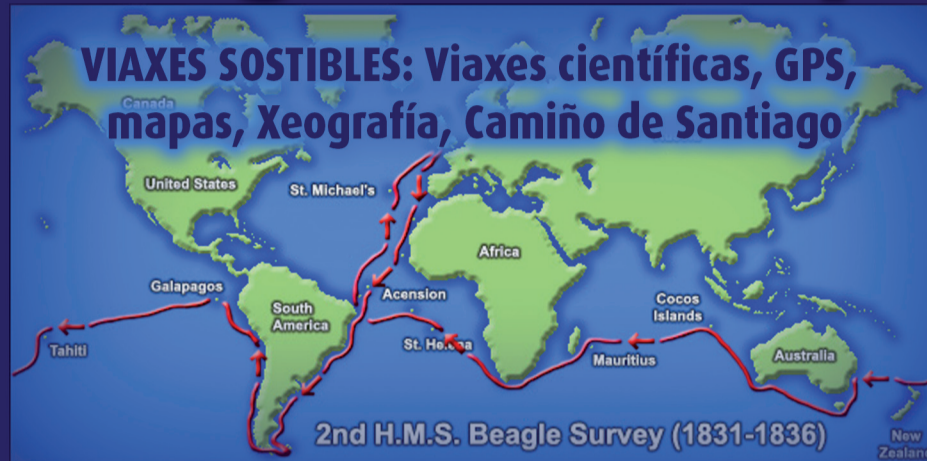 VIAXES SOSTIBLES: Viaxes científicas, GPS,
mapas, Xeografía, Camiño de Santiago
Canada
United States
St. Michael's
Africa
Galapagos
South
America
Acension
Cocos
Islands
St. Helena
Tahiti
Mauritius
Australia
2nd H.M.S. Beagle Survey (1831-1836)
New
Zealand